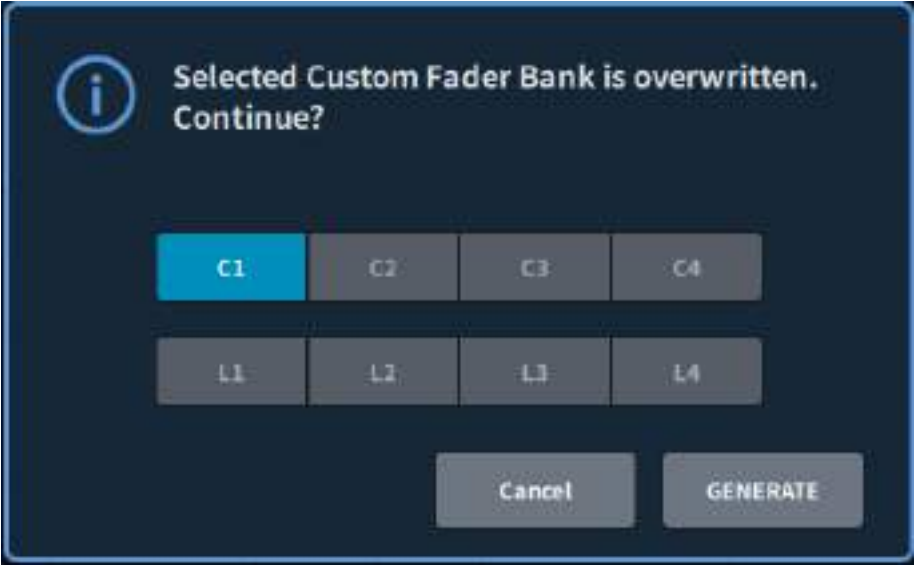 Selected Custom Fader Bank is overwritten.
Continue?
C1 C2 C3 C4
L1 L2 L3 L4
Cancel GENERATE